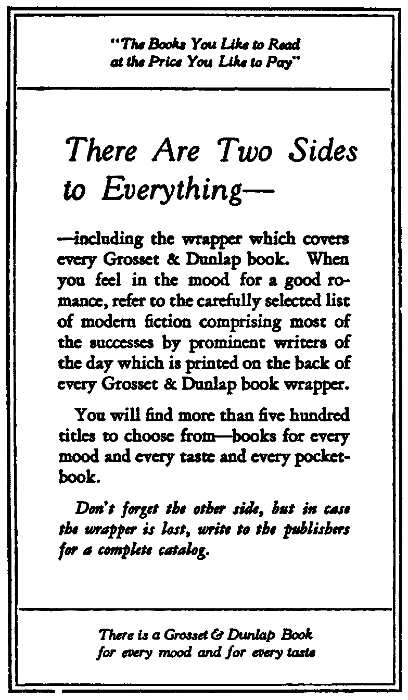 "The Books You Like to Read
at the Price You Like to Pay"
There Are Two Sides
to Everything—
—including the wrapper which covers
every Grosset & Dunlap book. When
you feel in the mood for a good ro-
mance, refer to the carefully selected list
of modern fiction comprising most of
the successes by prominent writers of
the day which is printed on the back of
every Grosset & Dunlap book wrapper.
You will find more than five hundred
titles to choose from—books for every
mood and every taste and every pocket-
book.
Don't forget the other side, but in case
the wrapper is lost, write to the publishers
for a complete catalog.
There is a Grosset & Dunlap Book
for every mood and for every taste